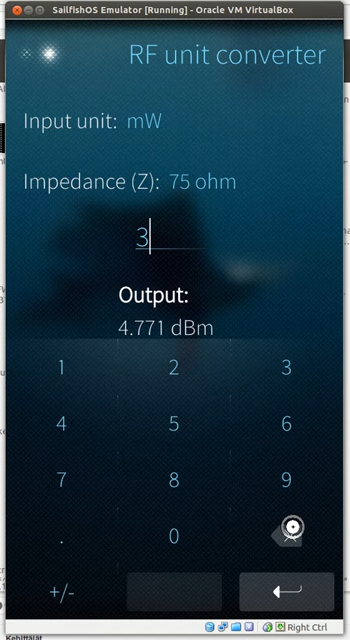 SailfishOS Emulator [Running] - Oracle VM VirtualBox
RF unit converter
Input unit: mW
Impedance (Z): 75 ohm
3
Output:
4.771 dBm
1 2 3
4 5 6
7 8 9
. 0
+/-
Right Ctrl
Kehittäjät